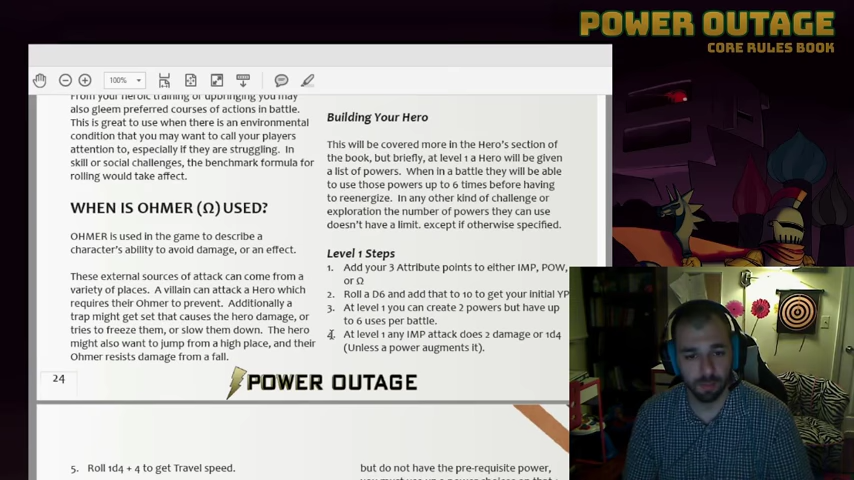 POWER OUTAGE
CORE RULES BOOK
100%
From your heroic training or upbringing you may
also gleem preferred courses of actions in battle.
This is great to use when there is an environmental
condition that you may want to call your players
attention to, especially if they are struggling. In
skill or social challenges, the benchmark formula for
rolling would take affect.
WHEN IS OHMER (Ω) USED?
OHMER is used in the game to describe a
character's ability to avoid damage, or an effect.
These external sources of attack can come from a
variety of places. A villain can attack a Hero which
requires their Ohmer to prevent. Additionally a
trap might get set that causes the hero damage, or
tries to freeze them, or slow them down. The hero
might also want to jump from a high place, and their
Ohmer resists damage from a fall.
24
Building Your Hero
This will be covered more in the Hero's section of
the book, but briefly, at level 1 a Hero will be given
a list of powers. When in a battle they will be able
to use those powers up to 6 times before having
to reenergize. In any other kind of challenge or
exploration the number of powers they can use
doesn't have a limit. except if otherwise specified.
Level 1 Steps
1. Add your 3 Attribute points to either IMP, POW,
or Ω
2. Roll a D6 and add that to 10 to get your initial YP
3. At level 1 you can create 2 powers but have up
to 6 uses per battle.
4. At level 1 any IMP attack does 2 damage or 1d4
(Unless a power augments it).
POWER OUTAGE
5. Roll 1d4 + 4 to get Travel speed.
but do not have the pre-requisite power,